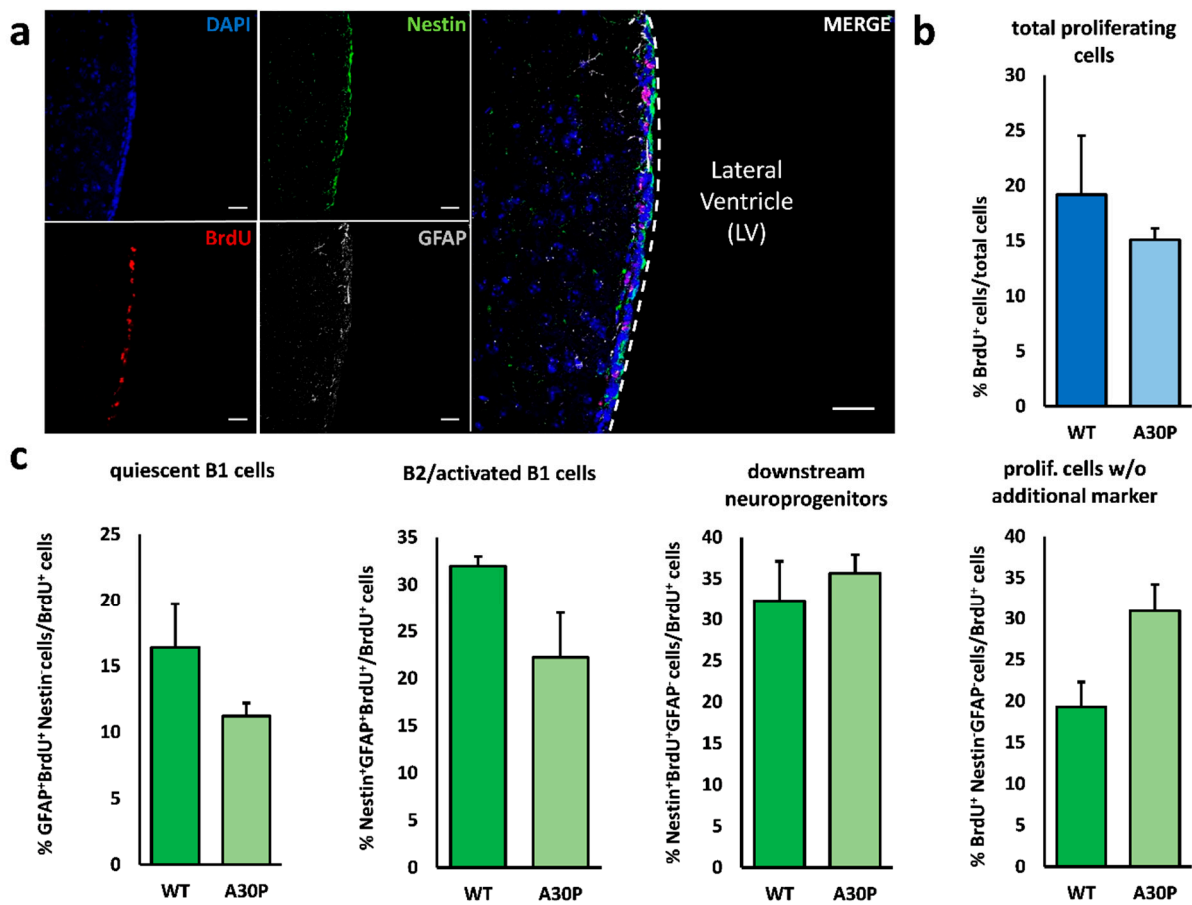 a
DAPI
Nestin
MERGE
BrdU
GFAP
Lateral
Ventricle
(LV)
b
total proliferating
cells
% BrdU⁺ cells/total cells
30
25
20
15
10
5
0
WT
A30P
c
quiescent B1 cells
% GFAP⁺BrdU⁺ Nestin⁻cells/BrdU⁺ cells
25
20
15
10
5
0
WT
A30P
B2/activated B1 cells
% Nestin⁺GFAP⁺BrdU⁺/BrdU⁺ cells
35
30
25
20
15
10
5
0
WT
A30P
downstream
neuroprogenitors
% Nestin⁺BrdU⁺GFAP⁻cells/BrdU⁺ cells
40
35
30
25
20
15
10
5
0
WT
A30P
prolif. cells w/o
additional marker
% BrdU⁺ Nestin⁻GFAP⁻cells/BrdU⁺
40
35
30
25
20
15
10
5
0
WT
A30P